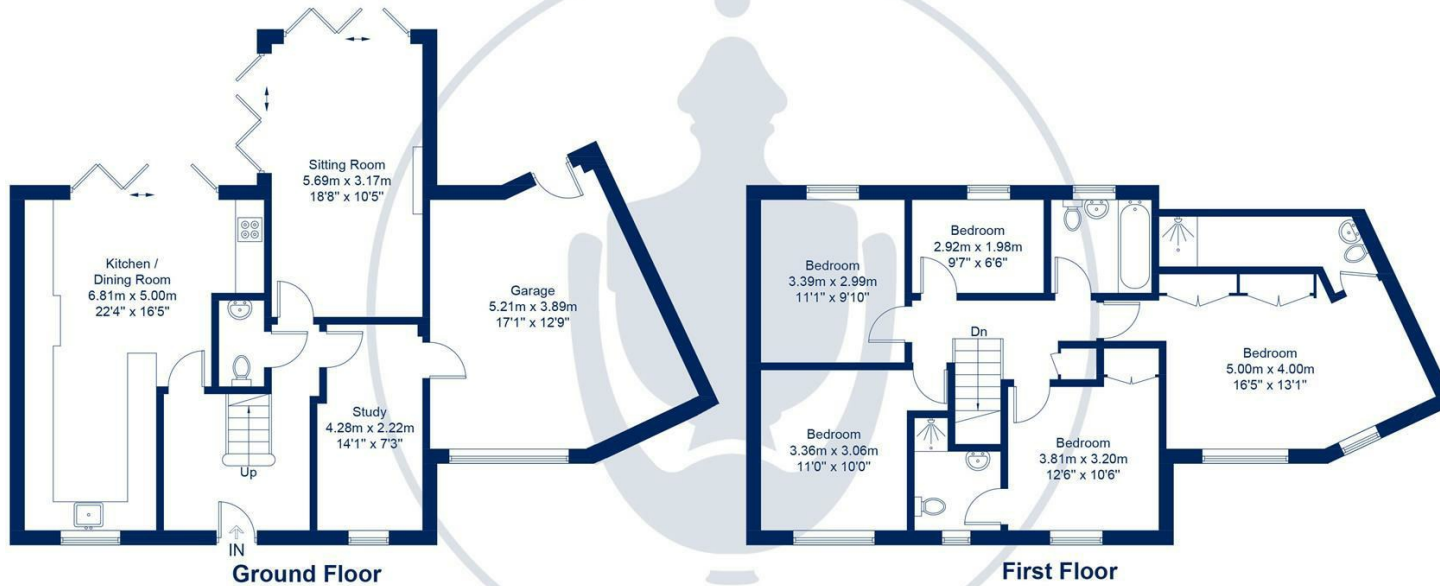 Sitting Room
5.69m x 3.17m
18'8" x 10'5"
Kitchen /
Dining Room
6.81m x 5.00m
22'4" x 16'5"
Garage
5.21m x 3.89m
17'1" x 12'9"
Study
4.28m x 2.22m
14'1" x 7'3"
Up
IN
Ground Floor
Bedroom
2.92m x 1.98m
9'7" x 6'6"
Bedroom
3.39m x 2.99m
11'1" x 9'10"
Dn
Bedroom
5.00m x 4.00m
16'5" x 13'1"
Bedroom
3.36m x 3.06m
11'0" x 10'0"
Bedroom
3.81m x 3.20m
12'6" x 10'6"
First Floor